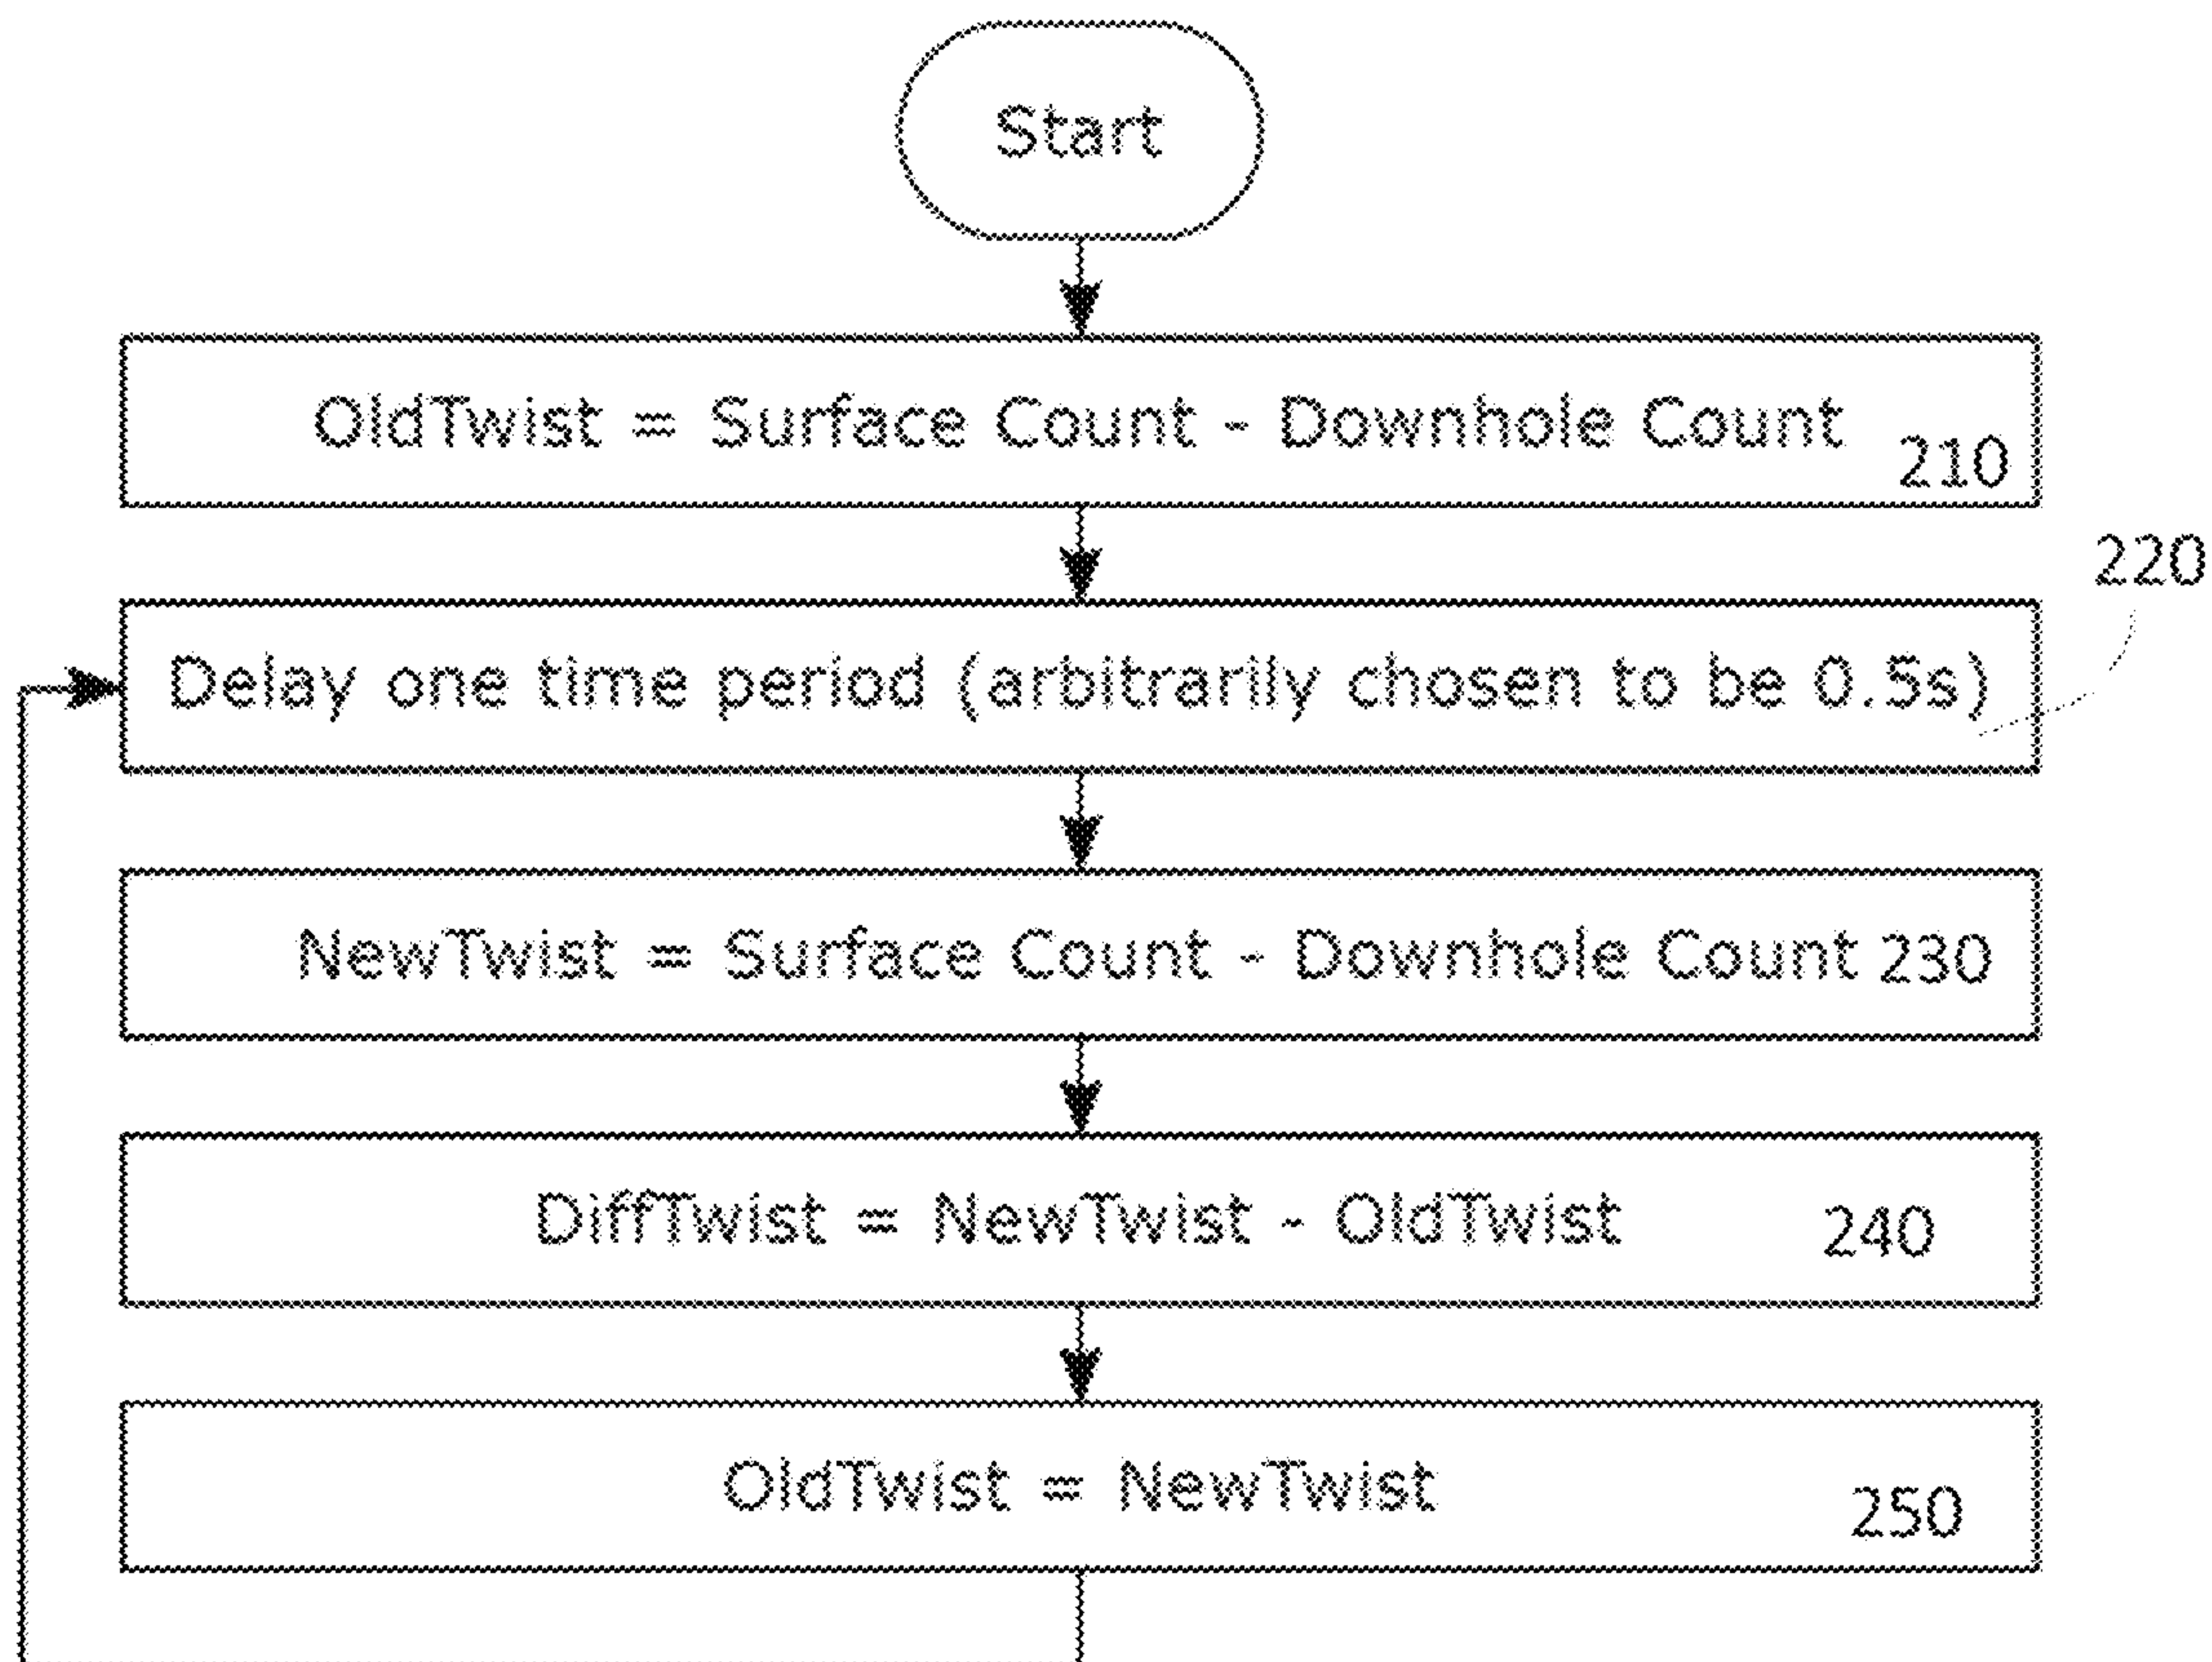 Start
OldTwist = Surface Count - Downhole Count 210
220
Delay one time period (arbitrarily chosen to be 0.5s)
NewTwist = Surface Count - Downhole Count 230
DiffTwist = NewTwist - OldTwist 240
OldTwist = NewTwist 250